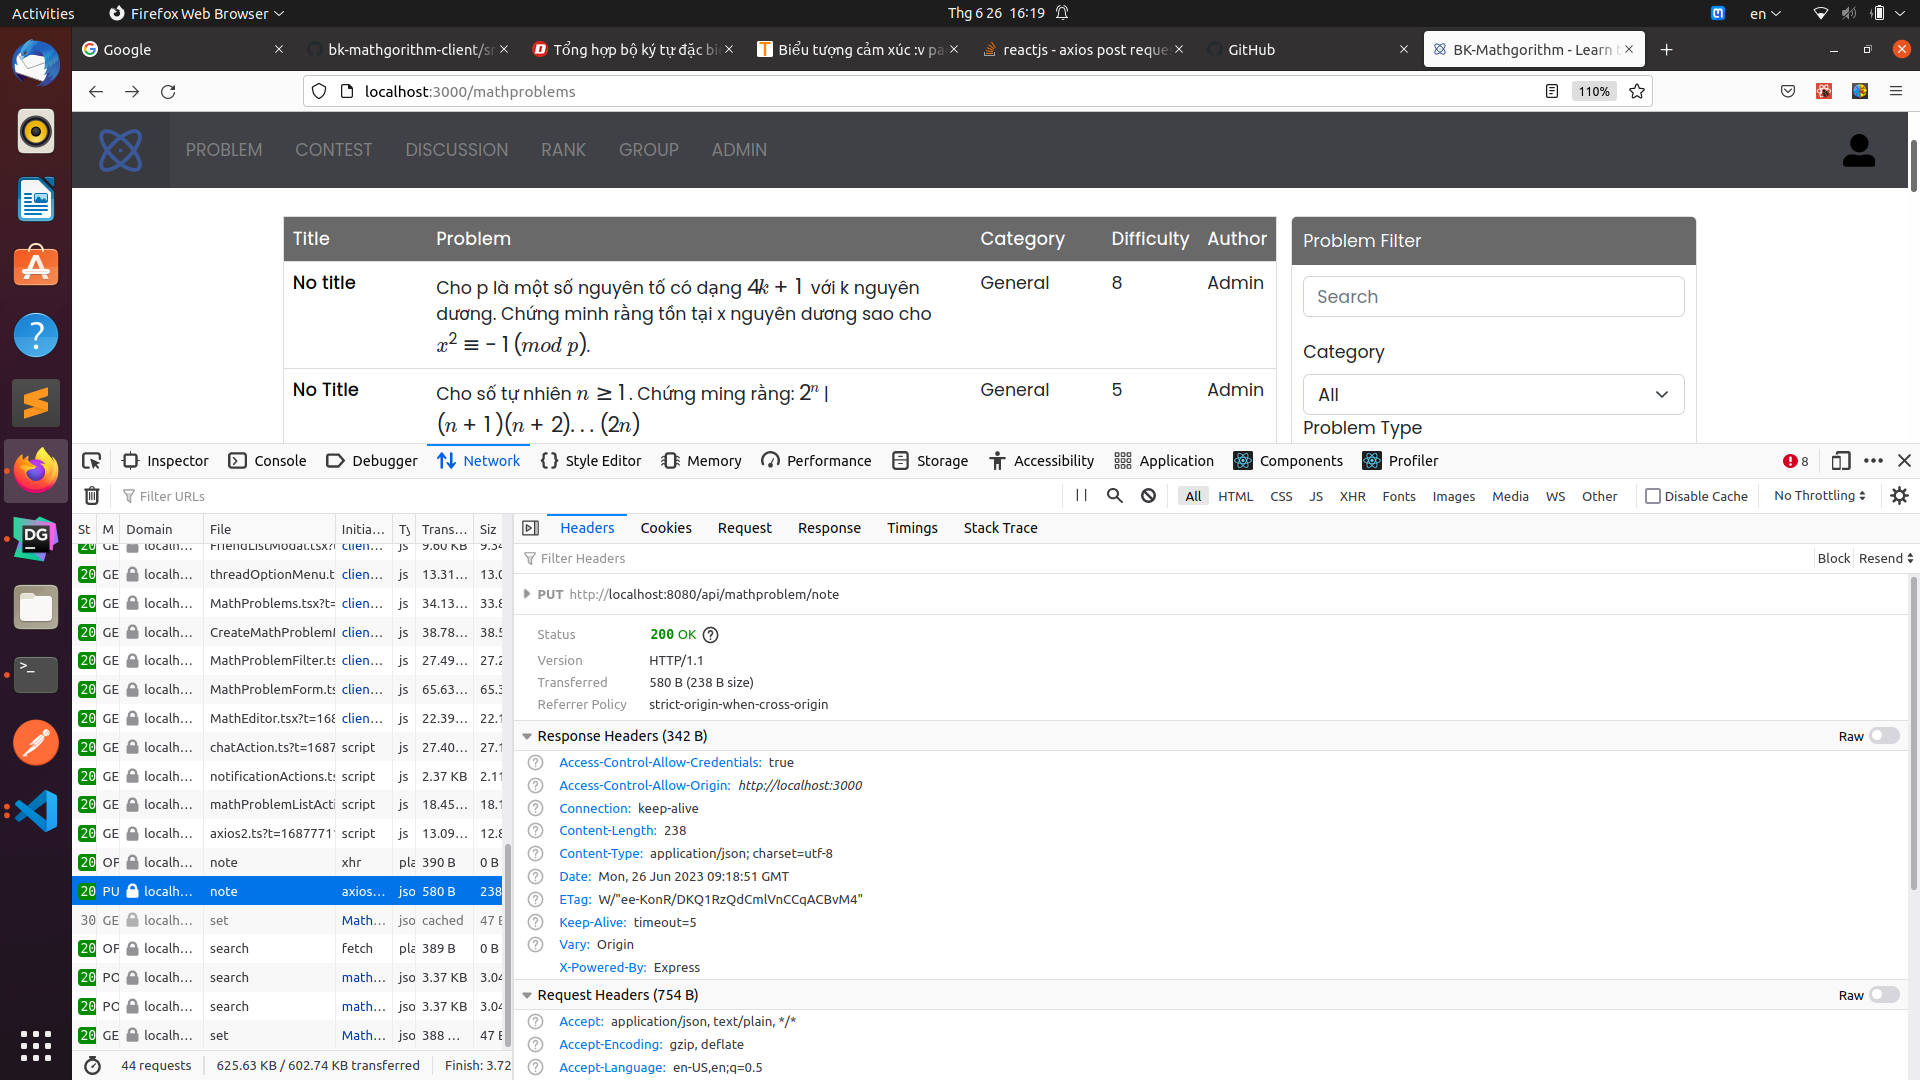 Activities
Firefox Web Browser
Thg 6 26 16:19
en
Google
bk-mathgorithm-client/sr
Tổng hợp bộ ký tự đặc bi
Biểu tượng cảm xúc :v pa
reactjs - axios post reque
GitHub
BK-Mathgorithm - Learn t
localhost:3000/mathproblems
110%
PROBLEM CONTEST DISCUSSION RANK GROUP ADMIN
Title Problem Category Difficulty Author
No title
Cho p là một số nguyên tố có dạng 4k + 1 với k nguyên
dương. Chứng minh rằng tồn tại x nguyên dương sao cho
x² ≡ −1 (mod p).
General 8 Admin
No Title
Cho số tự nhiên n ≥ 1. Chứng ming rằng: 2ⁿ |
(n + 1)(n + 2)... (2n)
General 5 Admin
Problem Filter
Search
Category
All
Problem Type
Inspector Console Debugger Network Style Editor Memory Performance Storage Accessibility Application Components Profiler 8
Filter URLs
All HTML CSS JS XHR Fonts Images Media WS Other Disable Cache No Throttling
St M Domain File Initia... Ty Trans... Siz
20 GE localh... FriendListModal.tsx?t clien... js 9.60 KB 9.34
20 GE localh... threadOptionMenu.t clien... js 13.31... 13.0
20 GE localh... MathProblems.tsx?t= clien... js 34.13... 33.8
20 GE localh... CreateMathProblemM clien... js 38.78... 38.5
20 GE localh... MathProblemFilter.ts clien... js 27.49... 27.2
20 GE localh... MathProblemForm.ts clien... js 65.63... 65.3
20 GE localh... MathEditor.tsx?t=168 clien... js 22.39... 22.1
20 GE localh... chatAction.ts?t=1687 script js 27.40... 27.1
20 GE localh... notificationActions.ts script js 2.37 KB 2.11
20 GE localh... mathProblemListActi script js 18.45... 18.1
20 GE localh... axios2.ts?t=16877711 script js 13.09... 12.8
20 OP localh... note xhr pla 390 B 0 B
20 PU localh... note axios... jso 580 B 238
30 GE localh... set Math... jso cached 47 B
20 OP localh... search fetch pla 389 B 0 B
20 PO localh... search math... jso 3.37 KB 3.04
20 PO localh... search math... jso 3.37 KB 3.04
20 GE localh... set Math... jso 388 ... 47 B
44 requests 625.63 KB / 602.74 KB transferred Finish: 3.72
Headers Cookies Request Response Timings Stack Trace
Filter Headers
Block Resend
PUT http://localhost:8080/api/mathproblem/note
Status 200 OK
Version HTTP/1.1
Transferred 580 B (238 B size)
Referrer Policy strict-origin-when-cross-origin
Response Headers (342 B) Raw
Access-Control-Allow-Credentials: true
Access-Control-Allow-Origin: http://localhost:3000
Connection: keep-alive
Content-Length: 238
Content-Type: application/json; charset=utf-8
Date: Mon, 26 Jun 2023 09:18:51 GMT
ETag: W/"ee-KonR/DKQ1RzQdCmlVnCCqACBvM4"
Keep-Alive: timeout=5
Vary: Origin
X-Powered-By: Express
Request Headers (754 B) Raw
Accept: application/json, text/plain, */*
Accept-Encoding: gzip, deflate
Accept-Language: en-US,en;q=0.5